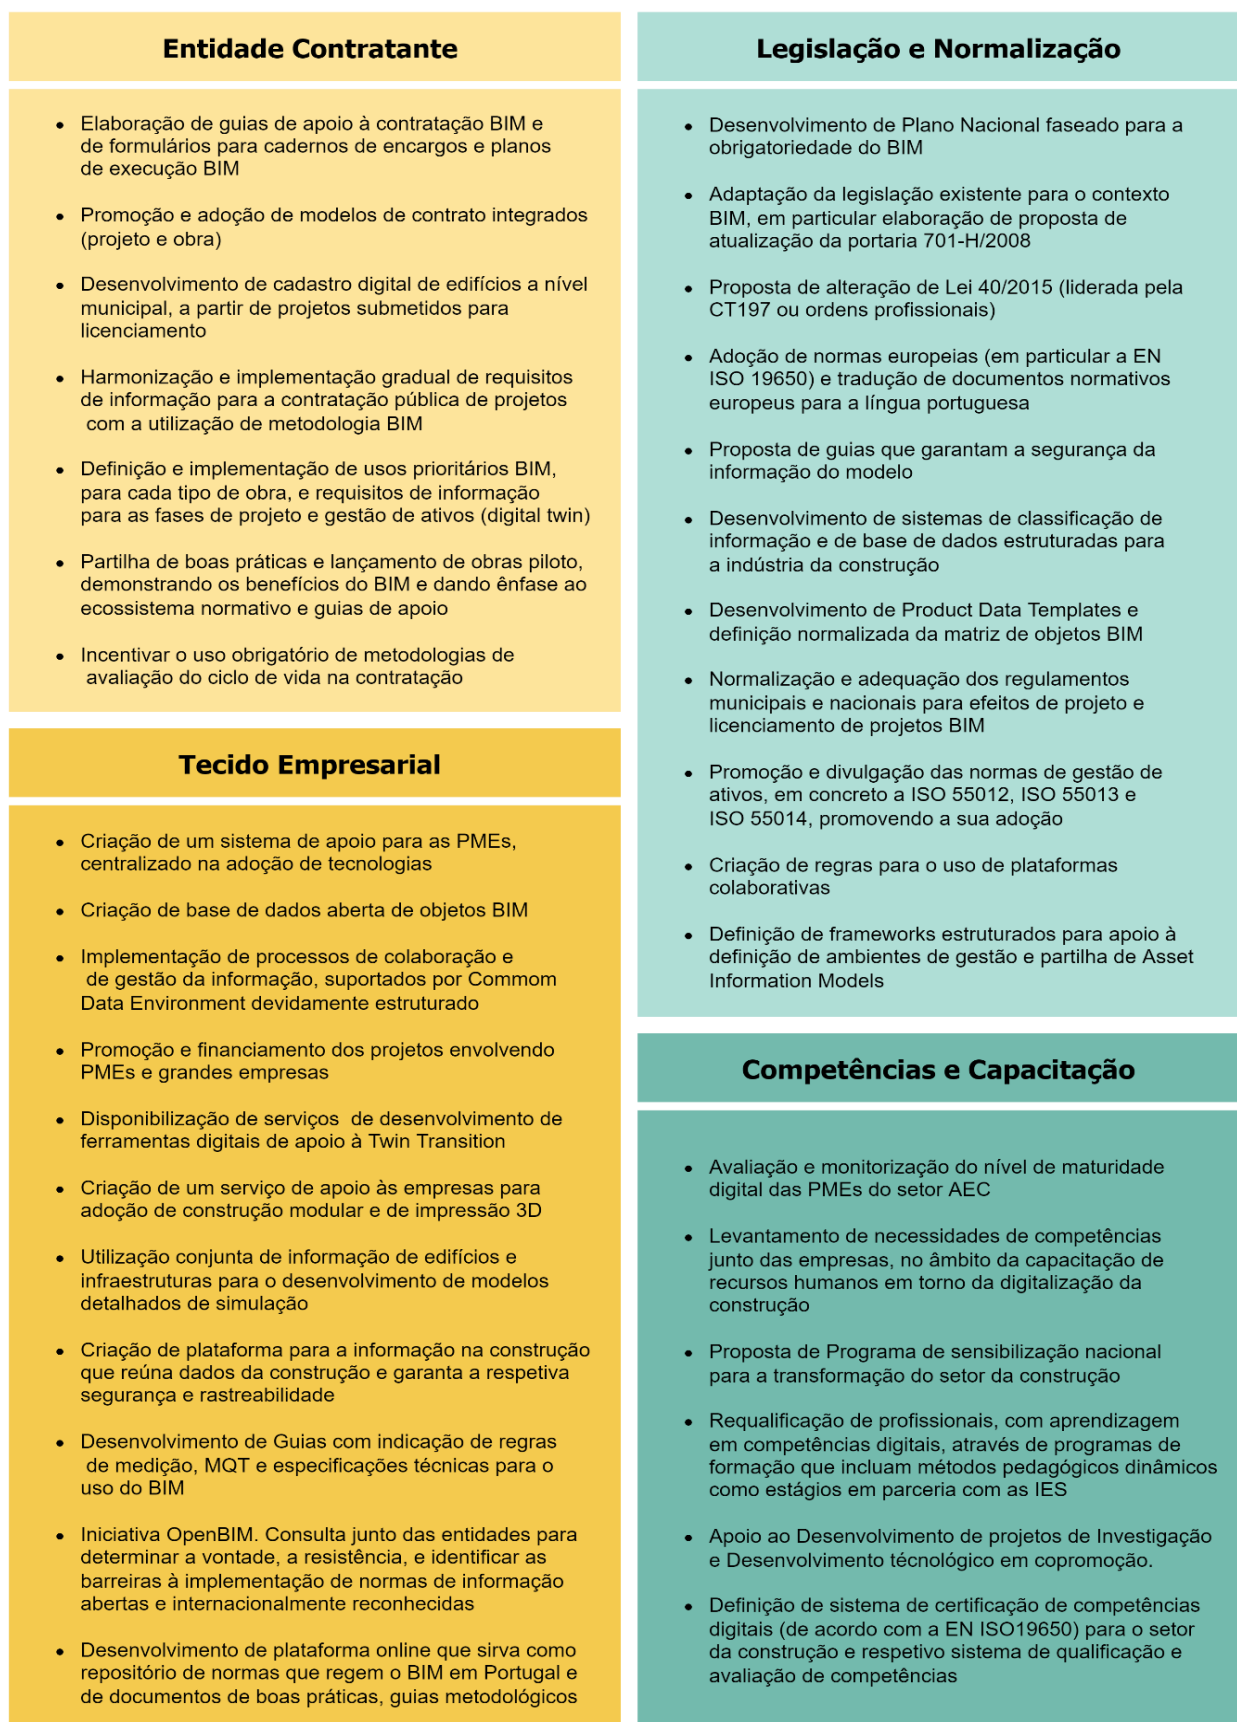 Entidade Contratante
• Elaboração de guias de apoio à contratação BIM e
de formulários para cadernos de encargos e planos
de execução BIM
• Promoção e adoção de modelos de contrato integrados
(projeto e obra)
• Desenvolvimento de cadastro digital de edifícios a nível
municipal, a partir de projetos submetidos para
licenciamento
• Harmonização e implementação gradual de requisitos
de informação para a contratação pública de projetos
com a utilização de metodologia BIM
• Definição e implementação de usos prioritários BIM,
para cada tipo de obra, e requisitos de informação
para as fases de projeto e gestão de ativos (digital twin)
• Partilha de boas práticas e lançamento de obras piloto,
demonstrando os benefícios do BIM e dando ênfase ao
ecossistema normativo e guias de apoio
• Incentivar o uso obrigatório de metodologias de
avaliação do ciclo de vida na contratação
Tecido Empresarial
• Criação de um sistema de apoio para as PMEs,
centralizado na adoção de tecnologias
• Criação de base de dados aberta de objetos BIM
• Implementação de processos de colaboração e
de gestão da informação, suportados por Commom
Data Environment devidamente estruturado
• Promoção e financiamento dos projetos envolvendo
PMEs e grandes empresas
• Disponibilização de serviços de desenvolvimento de
ferramentas digitais de apoio à Twin Transition
• Criação de um serviço de apoio às empresas para
adoção de construção modular e de impressão 3D
• Utilização conjunta de informação de edifícios e
infraestruturas para o desenvolvimento de modelos
detalhados de simulação
• Criação de plataforma para a informação na construção
que reúna dados da construção e garanta a respetiva
segurança e rastreabilidade
• Desenvolvimento de Guias com indicação de regras
de medição, MQT e especificações técnicas para o
uso do BIM
• Iniciativa OpenBIM. Consulta junto das entidades para
determinar a vontade, a resistência, e identificar as
barreiras à implementação de normas de informação
abertas e internacionalmente reconhecidas
• Desenvolvimento de plataforma online que sirva como
repositório de normas que regem o BIM em Portugal e
de documentos de boas práticas, guias metodológicos
Legislação e Normalização
• Desenvolvimento de Plano Nacional faseado para a
obrigatoriedade do BIM
• Adaptação da legislação existente para o contexto
BIM, em particular elaboração de proposta de
atualização da portaria 701-H/2008
• Proposta de alteração de Lei 40/2015 (liderada pela
CT197 ou ordens profissionais)
• Adoção de normas europeias (em particular a EN
ISO 19650) e tradução de documentos normativos
europeus para a língua portuguesa
• Proposta de guias que garantam a segurança da
informação do modelo
• Desenvolvimento de sistemas de classificação de
informação e de base de dados estruturadas para
a indústria da construção
• Desenvolvimento de Product Data Templates e
definição normalizada da matriz de objetos BIM
• Normalização e adequação dos regulamentos
municipais e nacionais para efeitos de projeto e
licenciamento de projetos BIM
• Promoção e divulgação das normas de gestão de
ativos, em concreto a ISO 55012, ISO 55013 e
ISO 55014, promovendo a sua adoção
• Criação de regras para o uso de plataformas
colaborativas
• Definição de frameworks estruturados para apoio à
definição de ambientes de gestão e partilha de Asset
Information Models
Competências e Capacitação
• Avaliação e monitorização do nível de maturidade
digital das PMEs do setor AEC
• Levantamento de necessidades de competências
junto das empresas, no âmbito da capacitação de
recursos humanos em torno da digitalização da
construção
• Proposta de Programa de sensibilização nacional
para a transformação do setor da construção
• Requalificação de profissionais, com aprendizagem
em competências digitais, através de programas de
formação que incluam métodos pedagógicos dinâmicos
como estágios em parceria com as IES
• Apoio ao Desenvolvimento de projetos de Investigação
e Desenvolvimento técnológico em copromoção.
• Definição de sistema de certificação de competências
digitais (de acordo com a EN ISO19650) para o setor
da construção e respetivo sistema de qualificação e
avaliação de competências